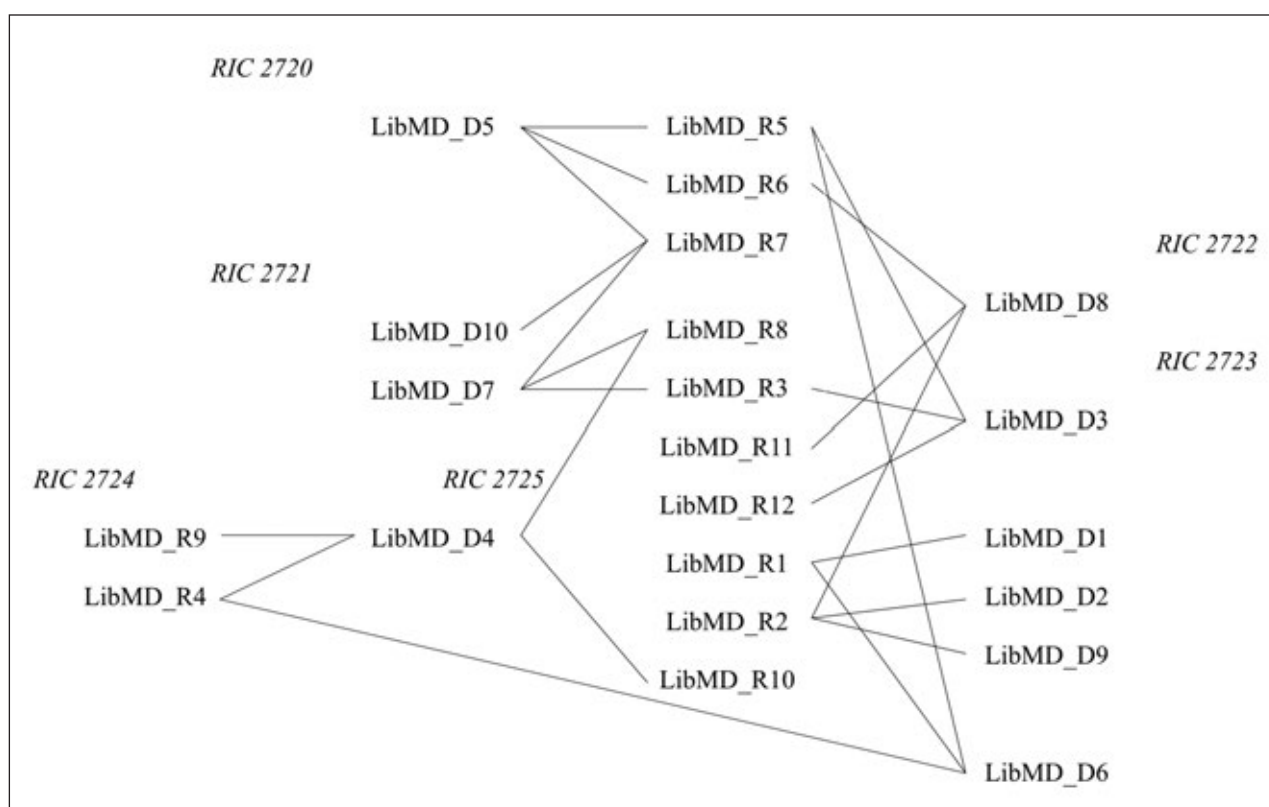 RIC 2720
LibMD_D5 LibMD_R5
LibMD_R6
LibMD_R7 RIC 2722
RIC 2721
LibMD_D8
LibMD_D10 LibMD_R8
RIC 2723
LibMD_D7 LibMD_R3
LibMD_D3
LibMD_R11
RIC 2724 RIC 2725
LibMD_R12
LibMD_R9 LibMD_D4 LibMD_D1
LibMD_R1
LibMD_R4 LibMD_D2
LibMD_R2
LibMD_D9
LibMD_R10
LibMD_D6